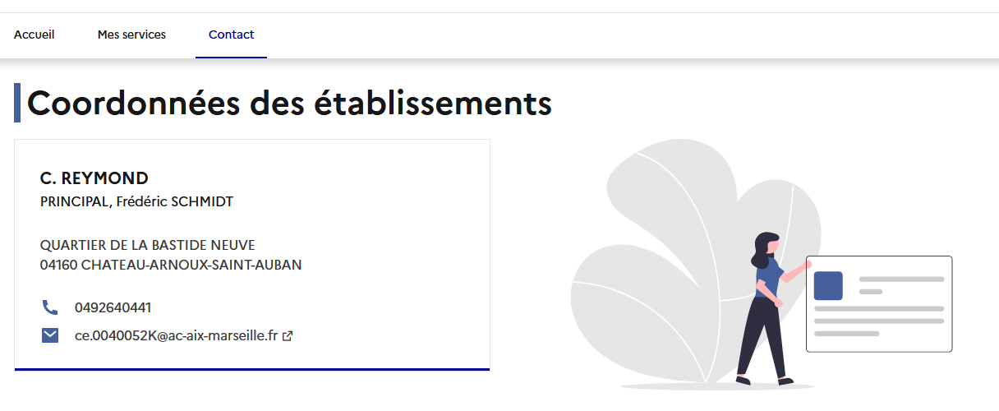 Accueil Mes services Contact
Coordonnées des établissements
C. REYMOND
PRINCIPAL, Frédéric SCHMIDT
QUARTIER DE LA BASTIDE NEUVE
04160 CHATEAU-ARNOUX-SAINT-AUBAN
0492640441
ce.0040052K@ac-aix-marseille.fr